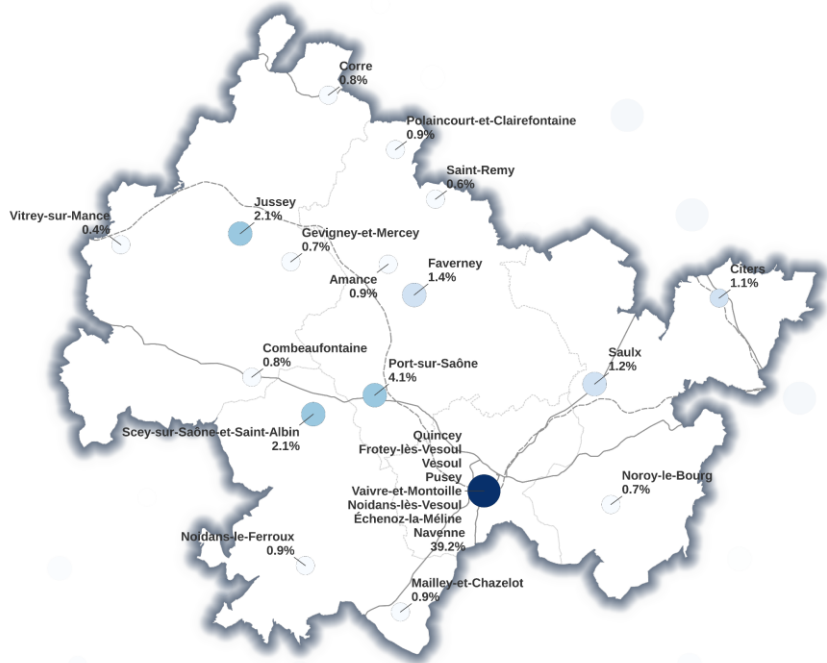 Corre
0.8%
Polaincourt-et-Clairefontaine
0.9%
Saint-Remy
0.6%
Jussey
2.1%
Vitrey-sur-Mance
0.4%
Gevigney-et-Mercey
0.7%
Amance
0.9%
Faverney
1.4%
Citers
1.1%
Combeaufontaine
0.8%
Port-sur-Saône
4.1%
Saulx
1.2%
Scey-sur-Saône-et-Saint-Albin
2.1%
Quincey
Frotey-lès-Vesoul
Vesoul
Pusey
Vaivre-et-Montoille
Noidans-lès-Vesoul
Échenoz-la-Méline
Navenne
39.2%
Noroy-le-Bourg
0.7%
Noidans-le-Ferroux
0.9%
Mailley-et-Chazelot
0.9%